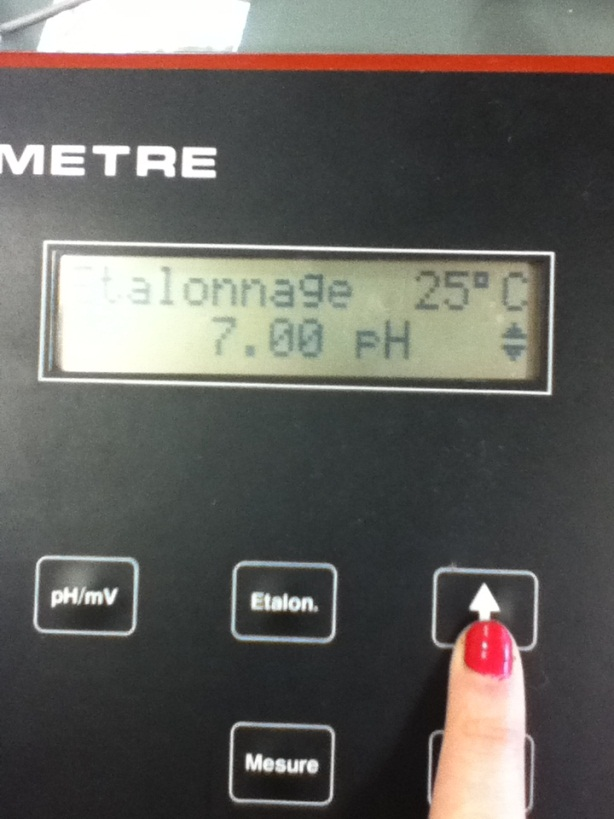 METRE
Etalonnage 25°C
7.00 pH
pH/mV
Etalon.
Mesure